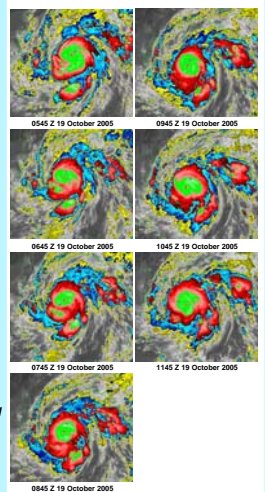 0545 Z 19 October 2005
0945 Z 19 October 2005
0645 Z 19 October 2005
1045 Z 19 October 2005
0745 Z 19 October 2005
1145 Z 19 October 2005
0845 Z 19 October 2005